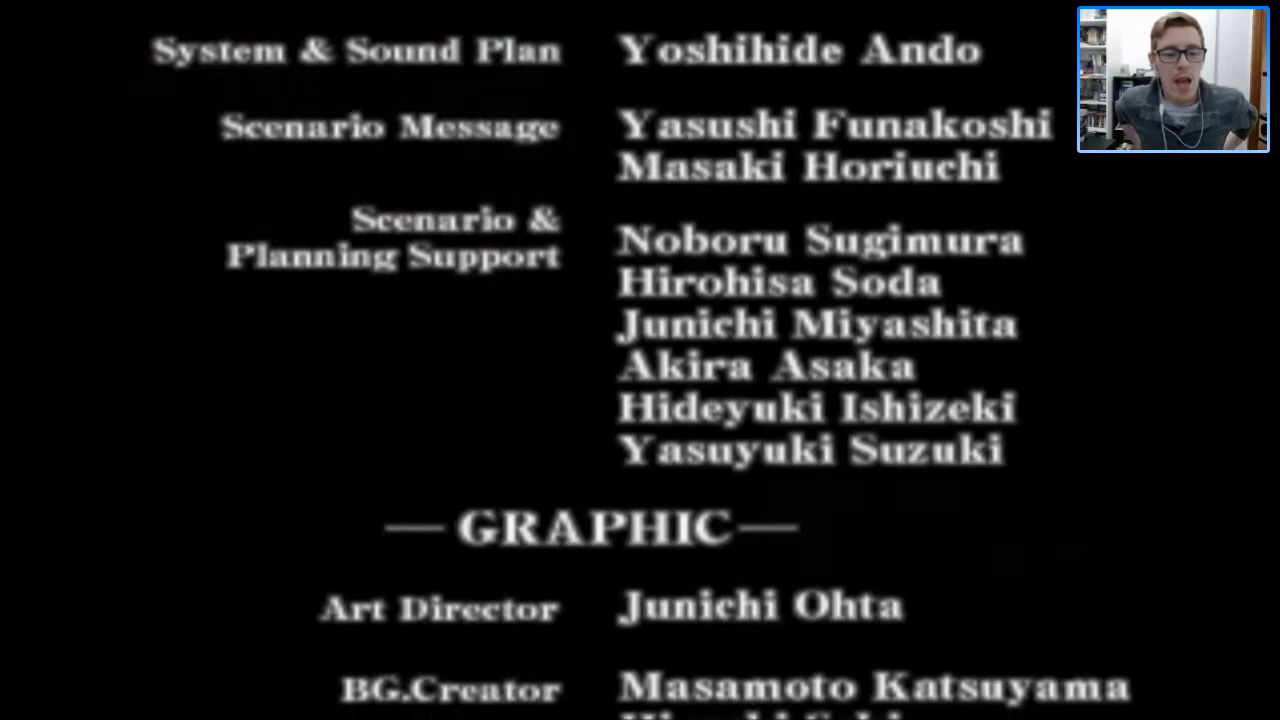 System & Sound Plan Yoshihide Ando
Scenario Message Yasushi Funakoshi
Masaki Horiuchi
Scenario &
Planning Support Noboru Sugimura
Hirohisa Soda
Junichi Miyashita
Akira Asaka
Hideyuki Ishizeki
Yasuyuki Suzuki
— GRAPHIC —
Art Director Junichi Ohta
BG.Creator Masamoto Katsuyama